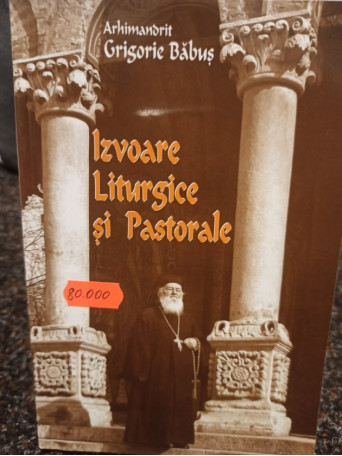 Arhimandrit
Grigorie Băbuș
Izvoare
Liturgice
și Pastorale
80.000